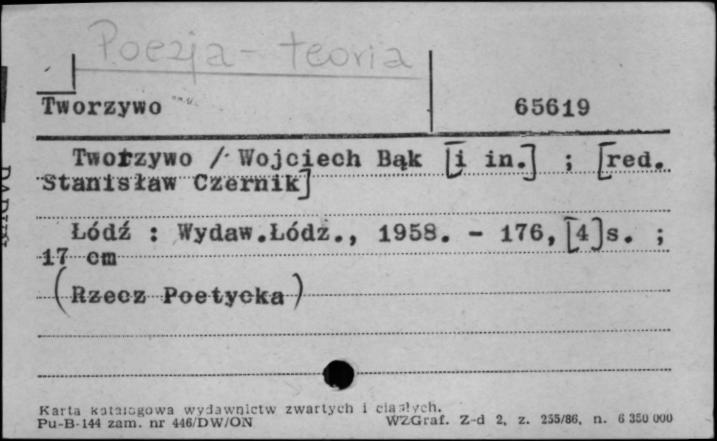 Poezja - teoria
Tworzywo 65619
Tworzywo / Wojciech Bąk [i in.] ; [red.
Stanisław Czernik]
Łódź : Wydaw.Łódz., 1958. - 176, [4]s. ;
17 cm
(Rzecz Poetycka)
Karta katalogowa wydawnictw zwartych i ciągłych.
Pu-B-144 zam. nr 446/DW/ON WZGraf. Z-d 2, z. 255/86, n. 6 350 000